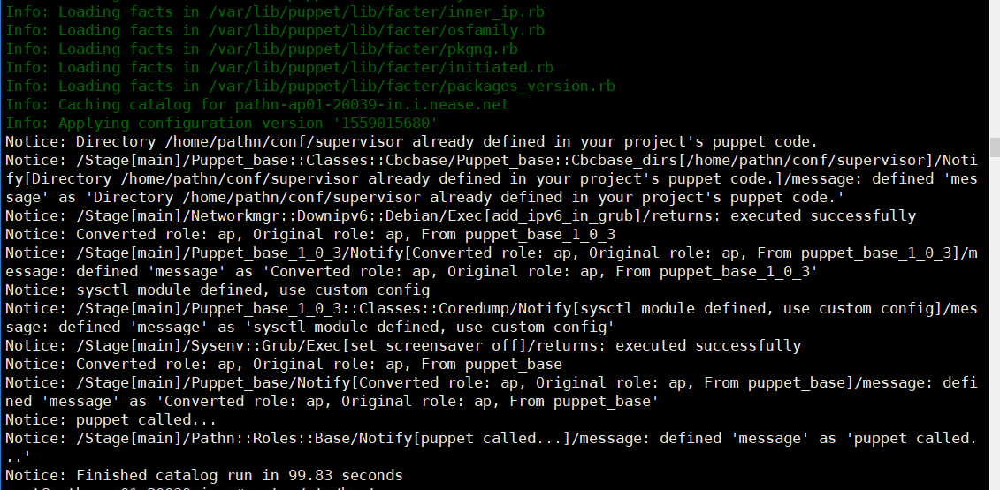 Info: Loading facts in /var/lib/puppet/lib/facter/inner_ip.rb
Info: Loading facts in /var/lib/puppet/lib/facter/osfamily.rb
Info: Loading facts in /var/lib/puppet/lib/facter/pkgng.rb
Info: Loading facts in /var/lib/puppet/lib/facter/initiated.rb
Info: Loading facts in /var/lib/puppet/lib/facter/packages_version.rb
Info: Caching catalog for pathn-ap01-20039-in.i.nease.net
Info: Applying configuration version '1559015680'
Notice: Directory /home/pathn/conf/supervisor already defined in your project's puppet code.
Notice: /Stage[main]/Puppet_base::Classes::Cbcbase/Puppet_base::Cbcbase_dirs[/home/pathn/conf/supervisor]/Noti
fy[Directory /home/pathn/conf/supervisor already defined in your project's puppet code.]/message: defined 'mes
sage' as 'Directory /home/pathn/conf/supervisor already defined in your project's puppet code.'
Notice: /Stage[main]/Networkmgr::Downipv6::Debian/Exec[add_ipv6_in_grub]/returns: executed successfully
Notice: Converted role: ap, Original role: ap, From puppet_base_1_0_3
Notice: /Stage[main]/Puppet_base_1_0_3/Notify[Converted role: ap, Original role: ap, From puppet_base_1_0_3]/m
essage: defined 'message' as 'Converted role: ap, Original role: ap, From puppet_base_1_0_3'
Notice: sysctl module defined, use custom config
Notice: /Stage[main]/Puppet_base_1_0_3::Classes::Coredump/Notify[sysctl module defined, use custom config]/mes
sage: defined 'message' as 'sysctl module defined, use custom config'
Notice: /Stage[main]/Sysenv::Grub/Exec[set screensaver off]/returns: executed successfully
Notice: Converted role: ap, Original role: ap, From puppet_base
Notice: /Stage[main]/Puppet_base/Notify[Converted role: ap, Original role: ap, From puppet_base]/message: defi
ned 'message' as 'Converted role: ap, Original role: ap, From puppet_base'
Notice: puppet called...
Notice: /Stage[main]/Pathn::Roles::Base/Notify[puppet called...]/message: defined 'message' as 'puppet called.
..'
Notice: Finished catalog run in 99.83 seconds